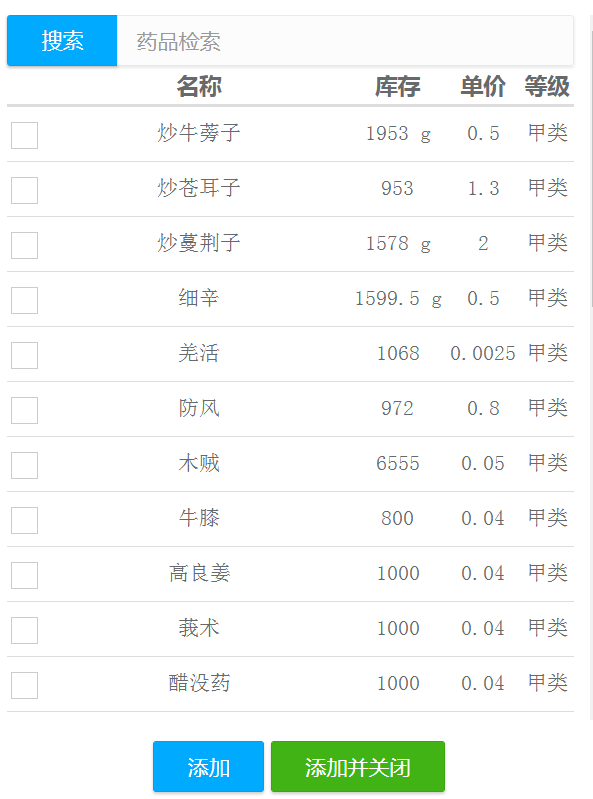 搜索 药品检索
名称 库存 单价 等级
炒牛蒡子 1953 g 0.5 甲类
炒苍耳子 953 1.3 甲类
炒蔓荆子 1578 g 2 甲类
细辛 1599.5 g 0.5 甲类
羌活 1068 0.0025 甲类
防风 972 0.8 甲类
木贼 6555 0.05 甲类
牛膝 800 0.04 甲类
高良姜 1000 0.04 甲类
莪术 1000 0.04 甲类
醋没药 1000 0.04 甲类
添加 添加并关闭